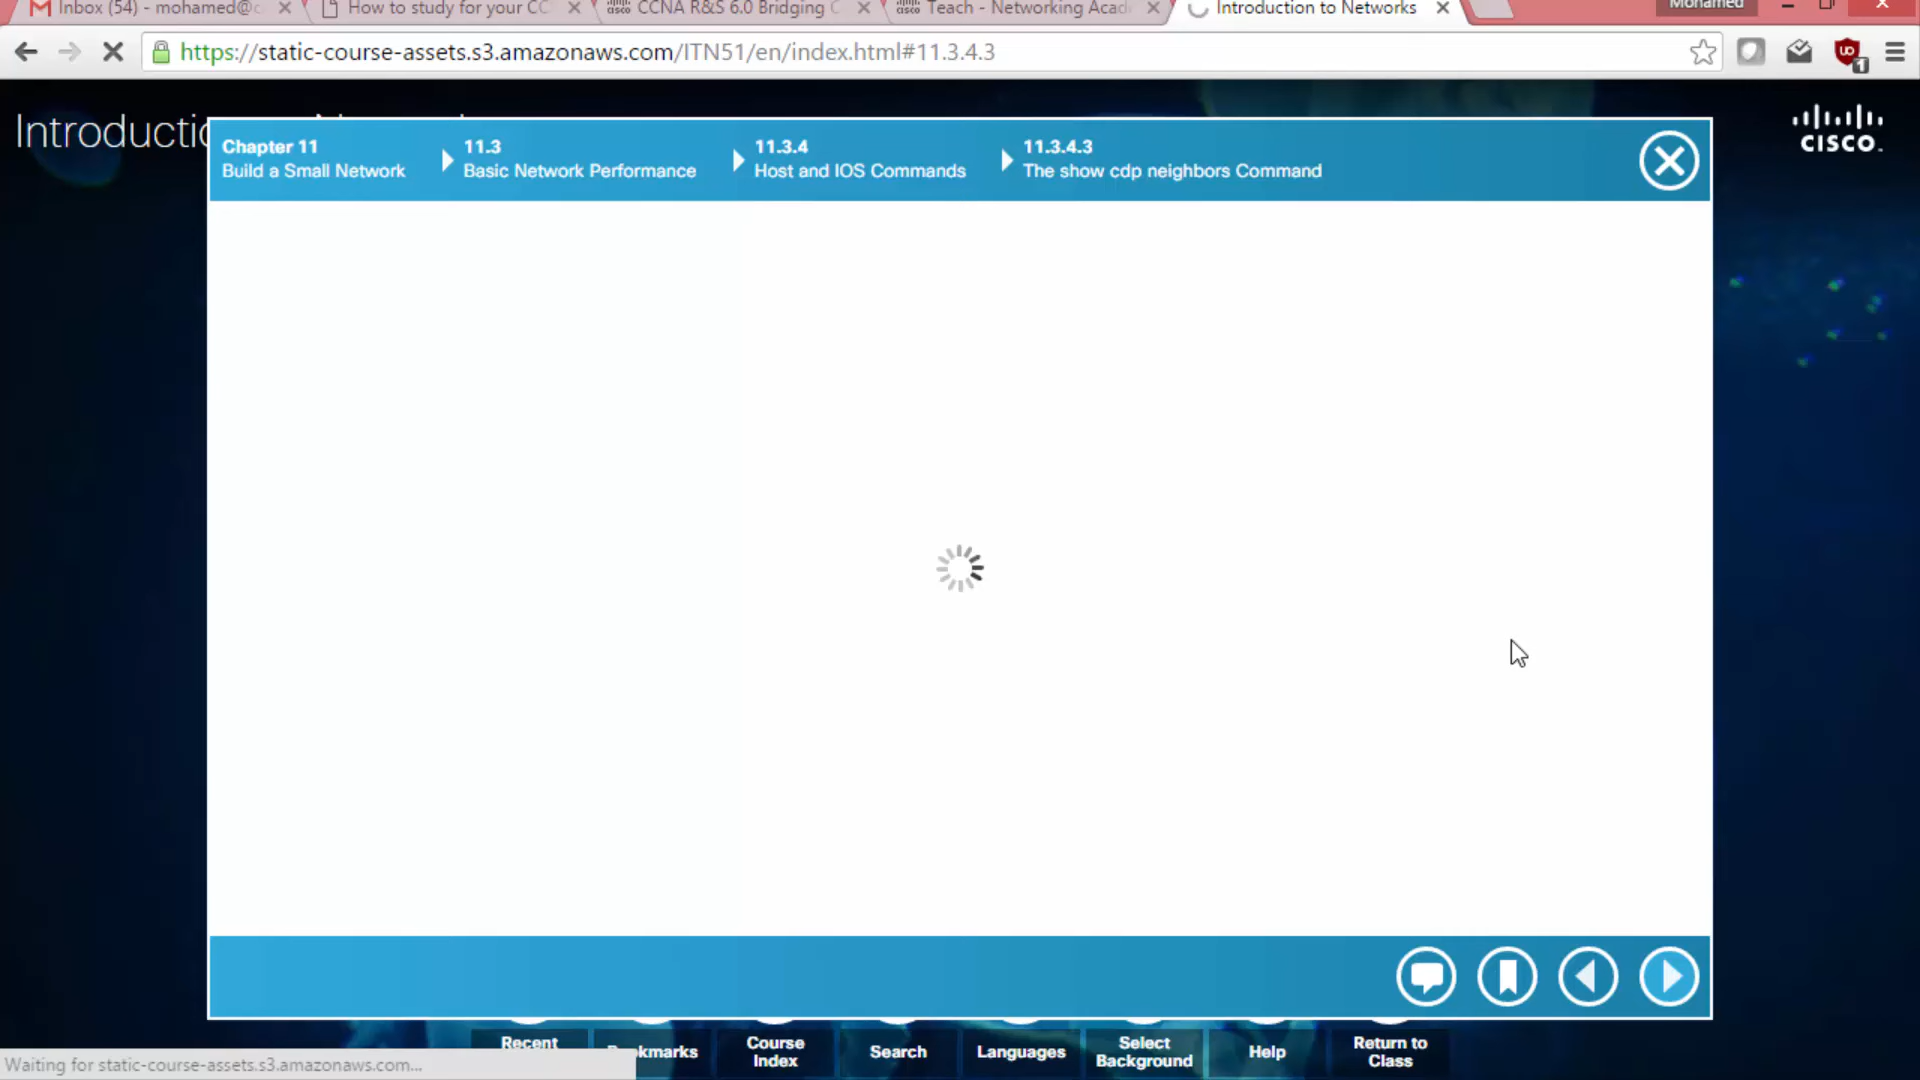 Inbox (54) - mohamed@c
How to study for your CC
CCNA R&S 6.0 Bridging C
Teach - Networking Acade
Introduction to Networks
Mohamed
https://static-course-assets.s3.amazonaws.com/ITN51/en/index.html#11.3.4.3
1
CISCO
Chapter 11
Build a Small Network
11.3
Basic Network Performance
11.3.4
Host and IOS Commands
11.3.4.3
The show cdp neighbors Command
Recent
kmarks
Course
Index
Search
Languages
Select
Background
Help
Return to
Class
Waiting for static-course-assets.s3.amazonaws.com...